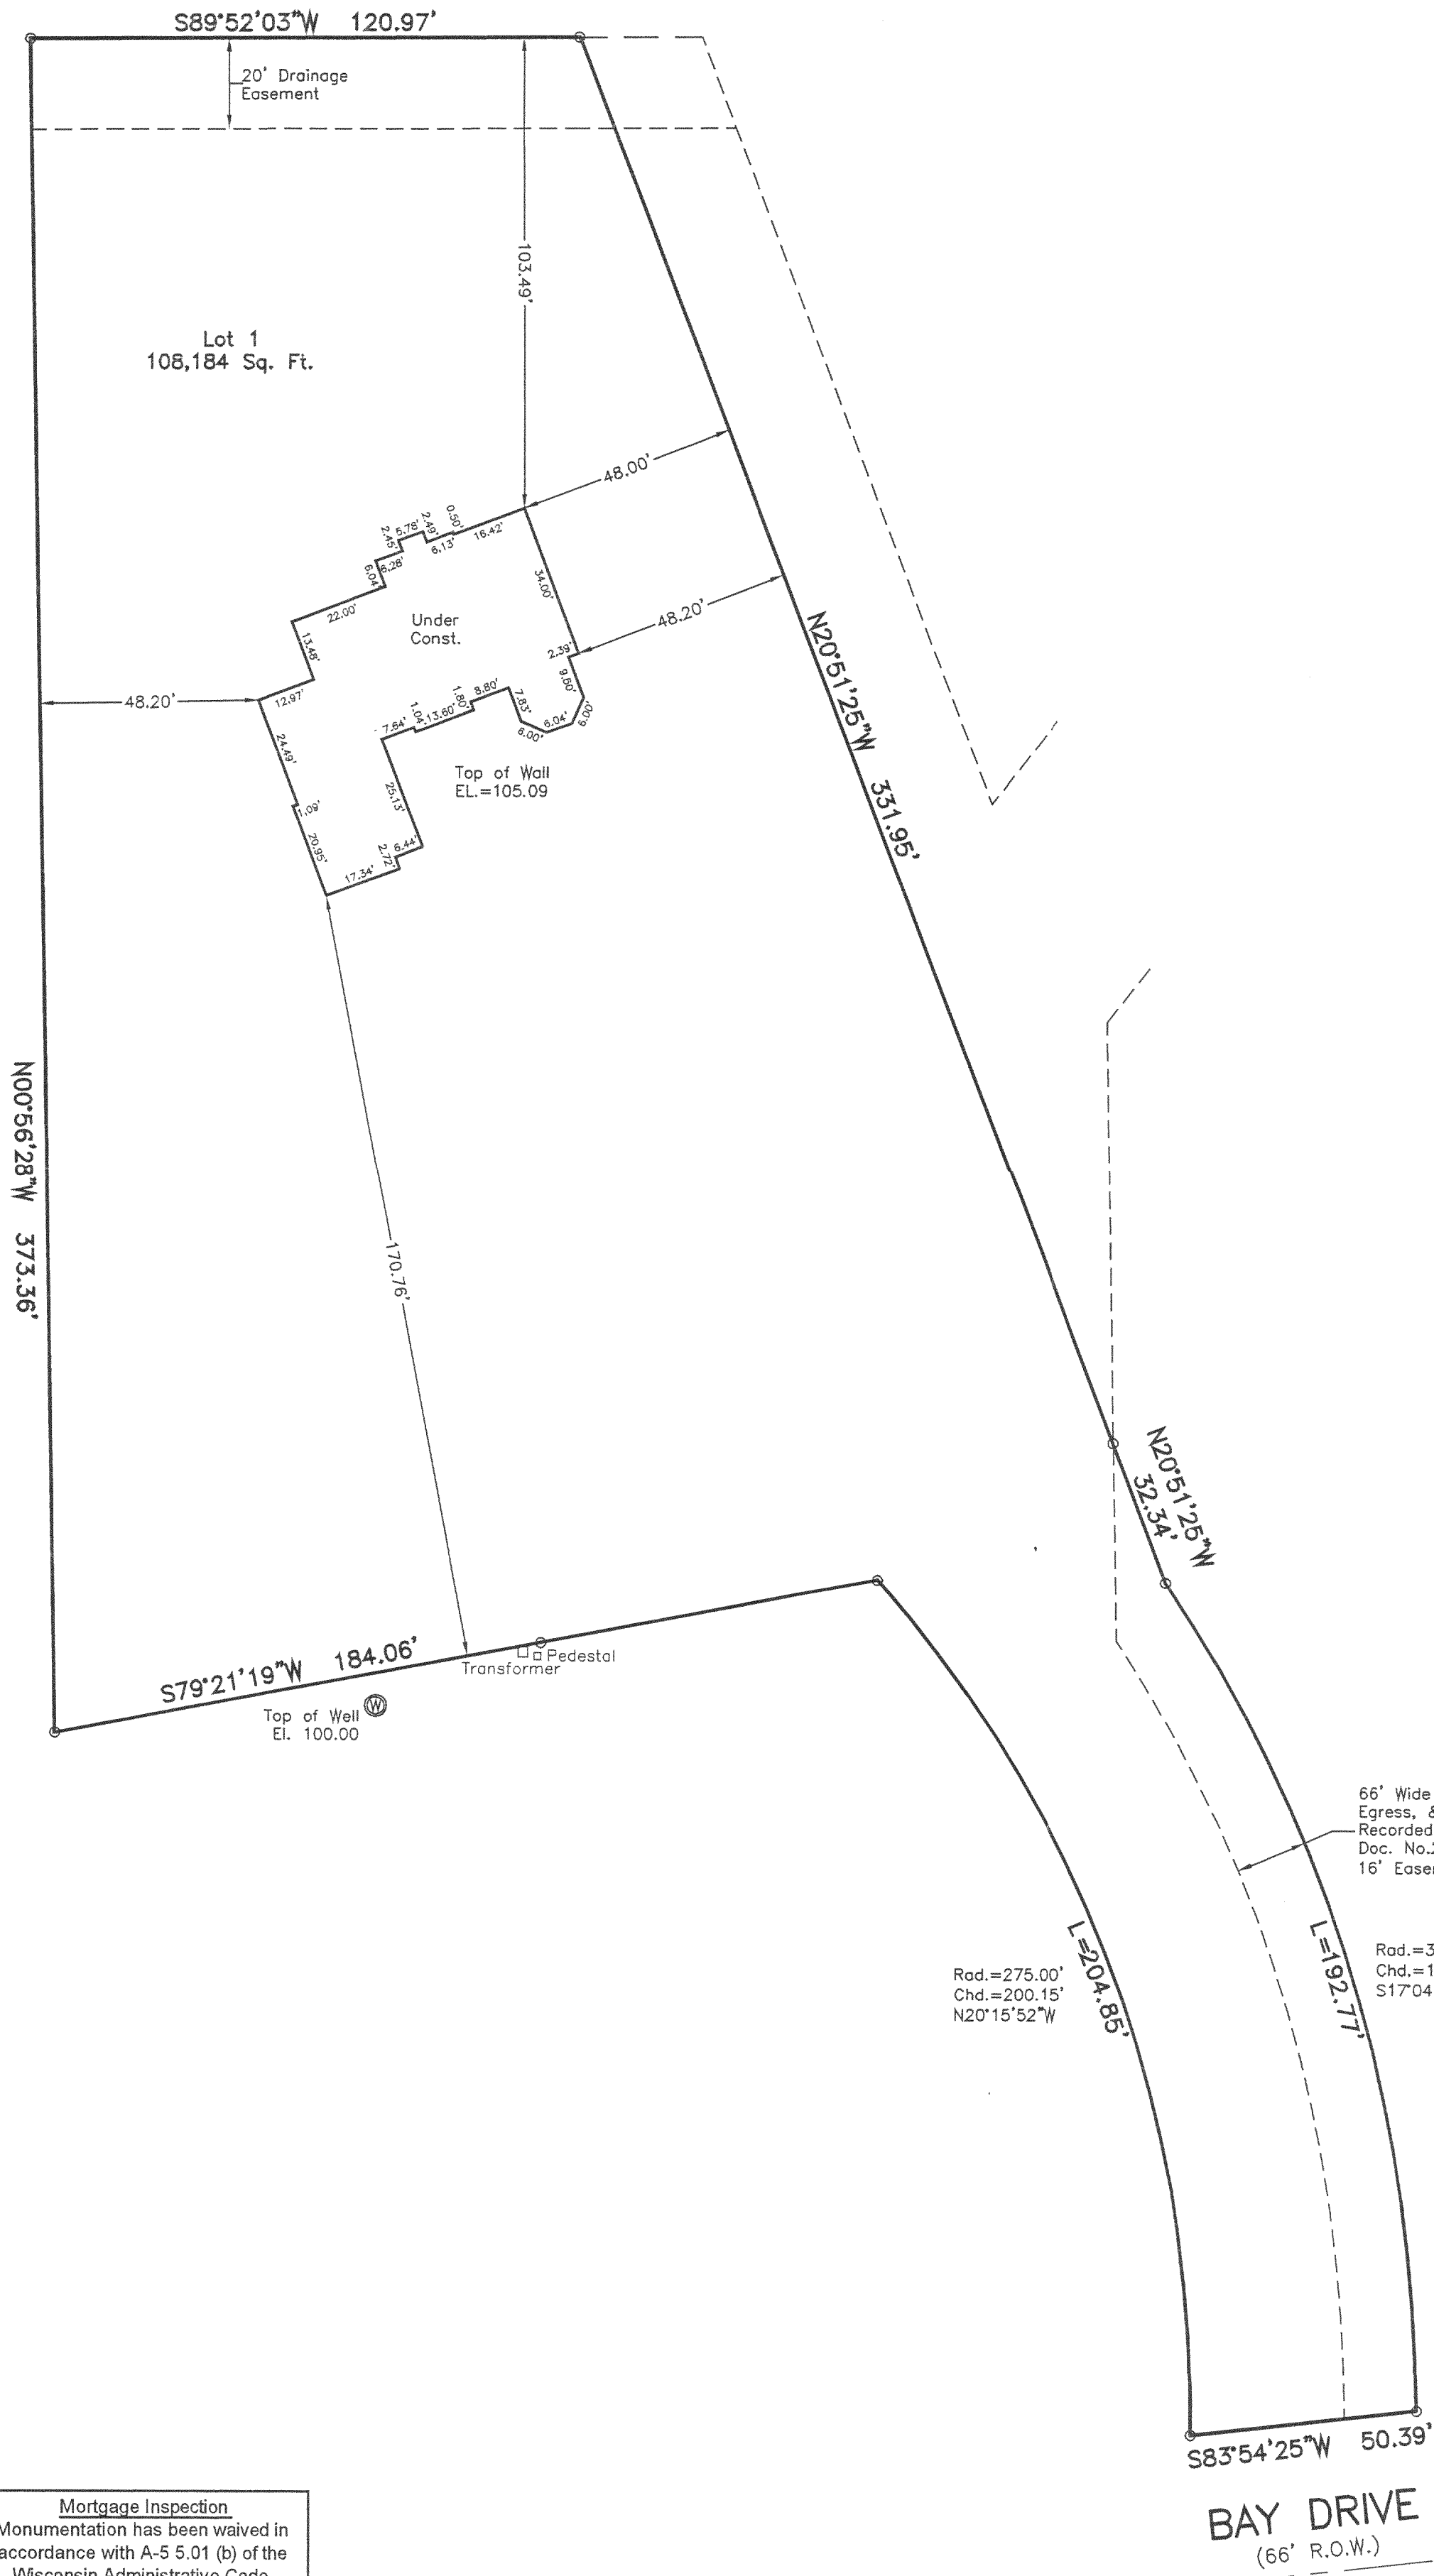 S89°52'03"W 120.97'
20' Drainage
Easement
103.49'
Lot 1
108,184 Sq. Ft.
48.00'
0.50'
2.49'
5.78'
2.45'
6.13'
16.42'
6.28'
6.04'
34.00'
22.00'
Under
Const.
48.20'
13.48'
2.39'
9.60'
N20°51'25"W 331.95'
48.20'
12.97'
1.80'
8.80'
7.83'
1.04'
13.60'
7.64'
6.04'
6.00'
6.00'
24.49'
Top of Wall
EL.=105.09
25.13'
1.09'
20.95'
6.44'
2.72'
17.34'
N00°56'28"W 373.36'
170.76'
N20°51'25"W
32.34'
S79°21'19"W 184.06'
Pedestal
Transformer
Top of Well
El. 100.00
W
66' Wide
Egress, &
Recorded
Doc. No.
16' Ease
L=204.85'
L=192.77'
Rad.=275.00'
Chd.=200.15'
N20°15'52"W
Rad.=3
Chd.=1
S17°04
S83°54'25"W 50.39'
BAY DRIVE
(66' R.O.W.)
Mortgage Inspection
Monumentation has been waived in
accordance with A-5 5.01 (b) of the
Wisconsin Administrative Code